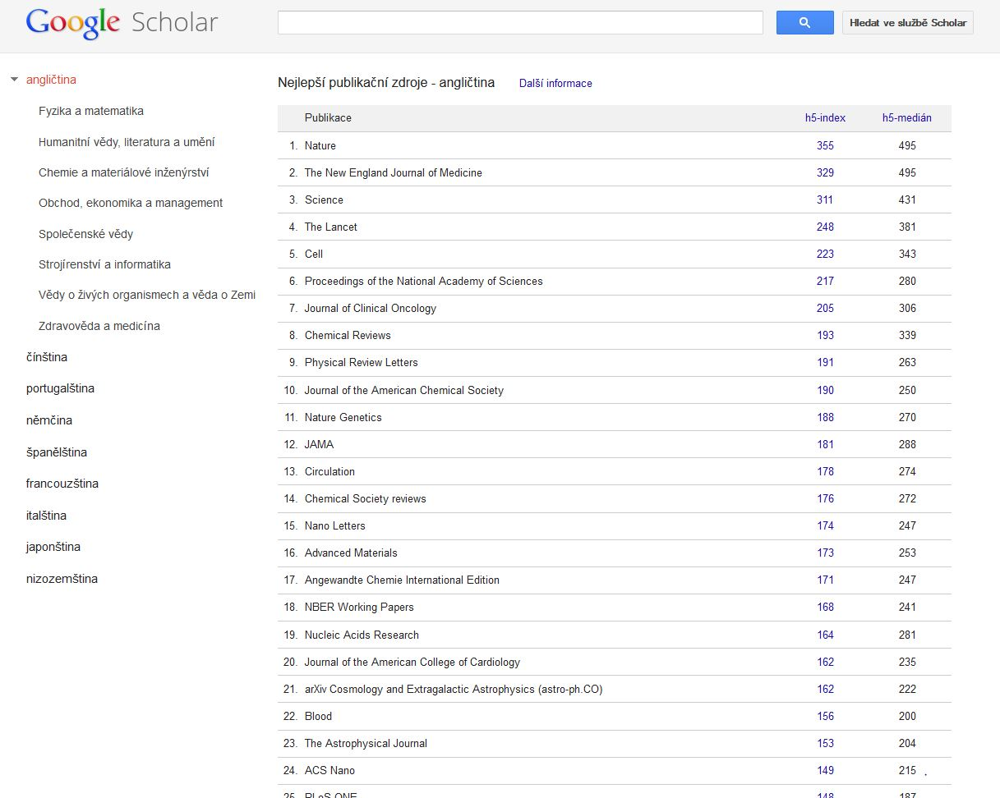 Google Scholar
Hledat ve službě Scholar
angličtina
Fyzika a matematika
Humanitní vědy, literatura a umění
Chemie a materiálové inženýrství
Obchod, ekonomika a management
Společenské vědy
Strojírenství a informatika
Vědy o živých organismech a věda o Zemi
Zdravověda a medicína
čínština
portugalština
němčina
španělština
francouzština
italština
japonština
nizozemština
Nejlepší publikační zdroje - angličtina Další informace
Publikace h5-index h5-medián
1. Nature 355 495
2. The New England Journal of Medicine 329 495
3. Science 311 431
4. The Lancet 248 381
5. Cell 223 343
6. Proceedings of the National Academy of Sciences 217 280
7. Journal of Clinical Oncology 205 306
8. Chemical Reviews 193 339
9. Physical Review Letters 191 263
10. Journal of the American Chemical Society 190 250
11. Nature Genetics 188 270
12. JAMA 181 288
13. Circulation 178 274
14. Chemical Society reviews 176 272
15. Nano Letters 174 247
16. Advanced Materials 173 253
17. Angewandte Chemie International Edition 171 247
18. NBER Working Papers 168 241
19. Nucleic Acids Research 164 281
20. Journal of the American College of Cardiology 162 235
21. arXiv Cosmology and Extragalactic Astrophysics (astro-ph.CO) 162 222
22. Blood 156 200
23. The Astrophysical Journal 153 204
24. ACS Nano 149 215 .
25. PLoS ONE 148 187